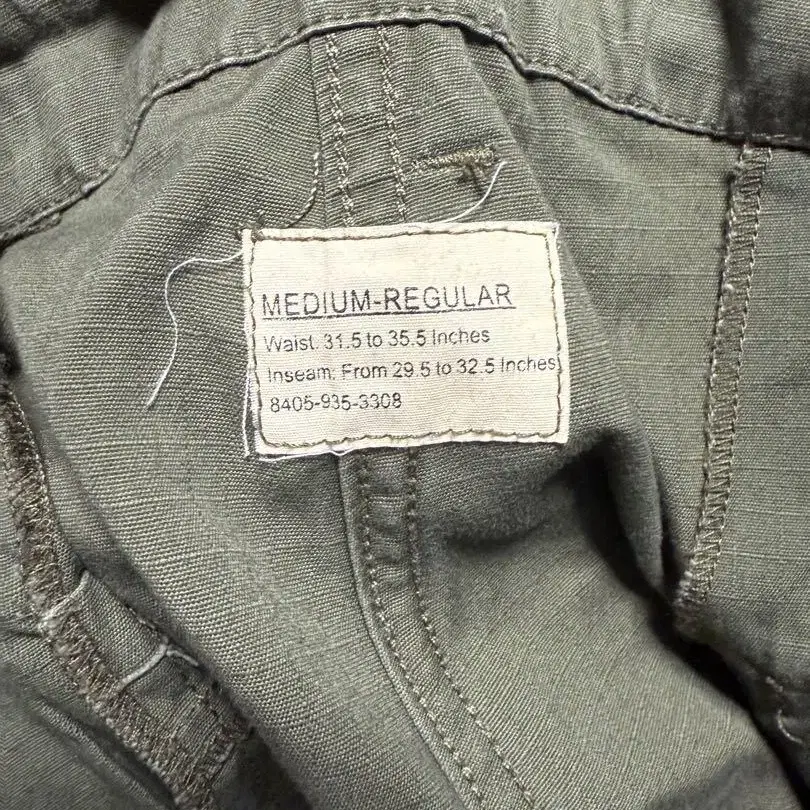 MEDIUM-REGULAR
Waist. 31.5 to 35.5 Inches
Inseam. From 29.5 to 32.5 Inches
8405-935-3308